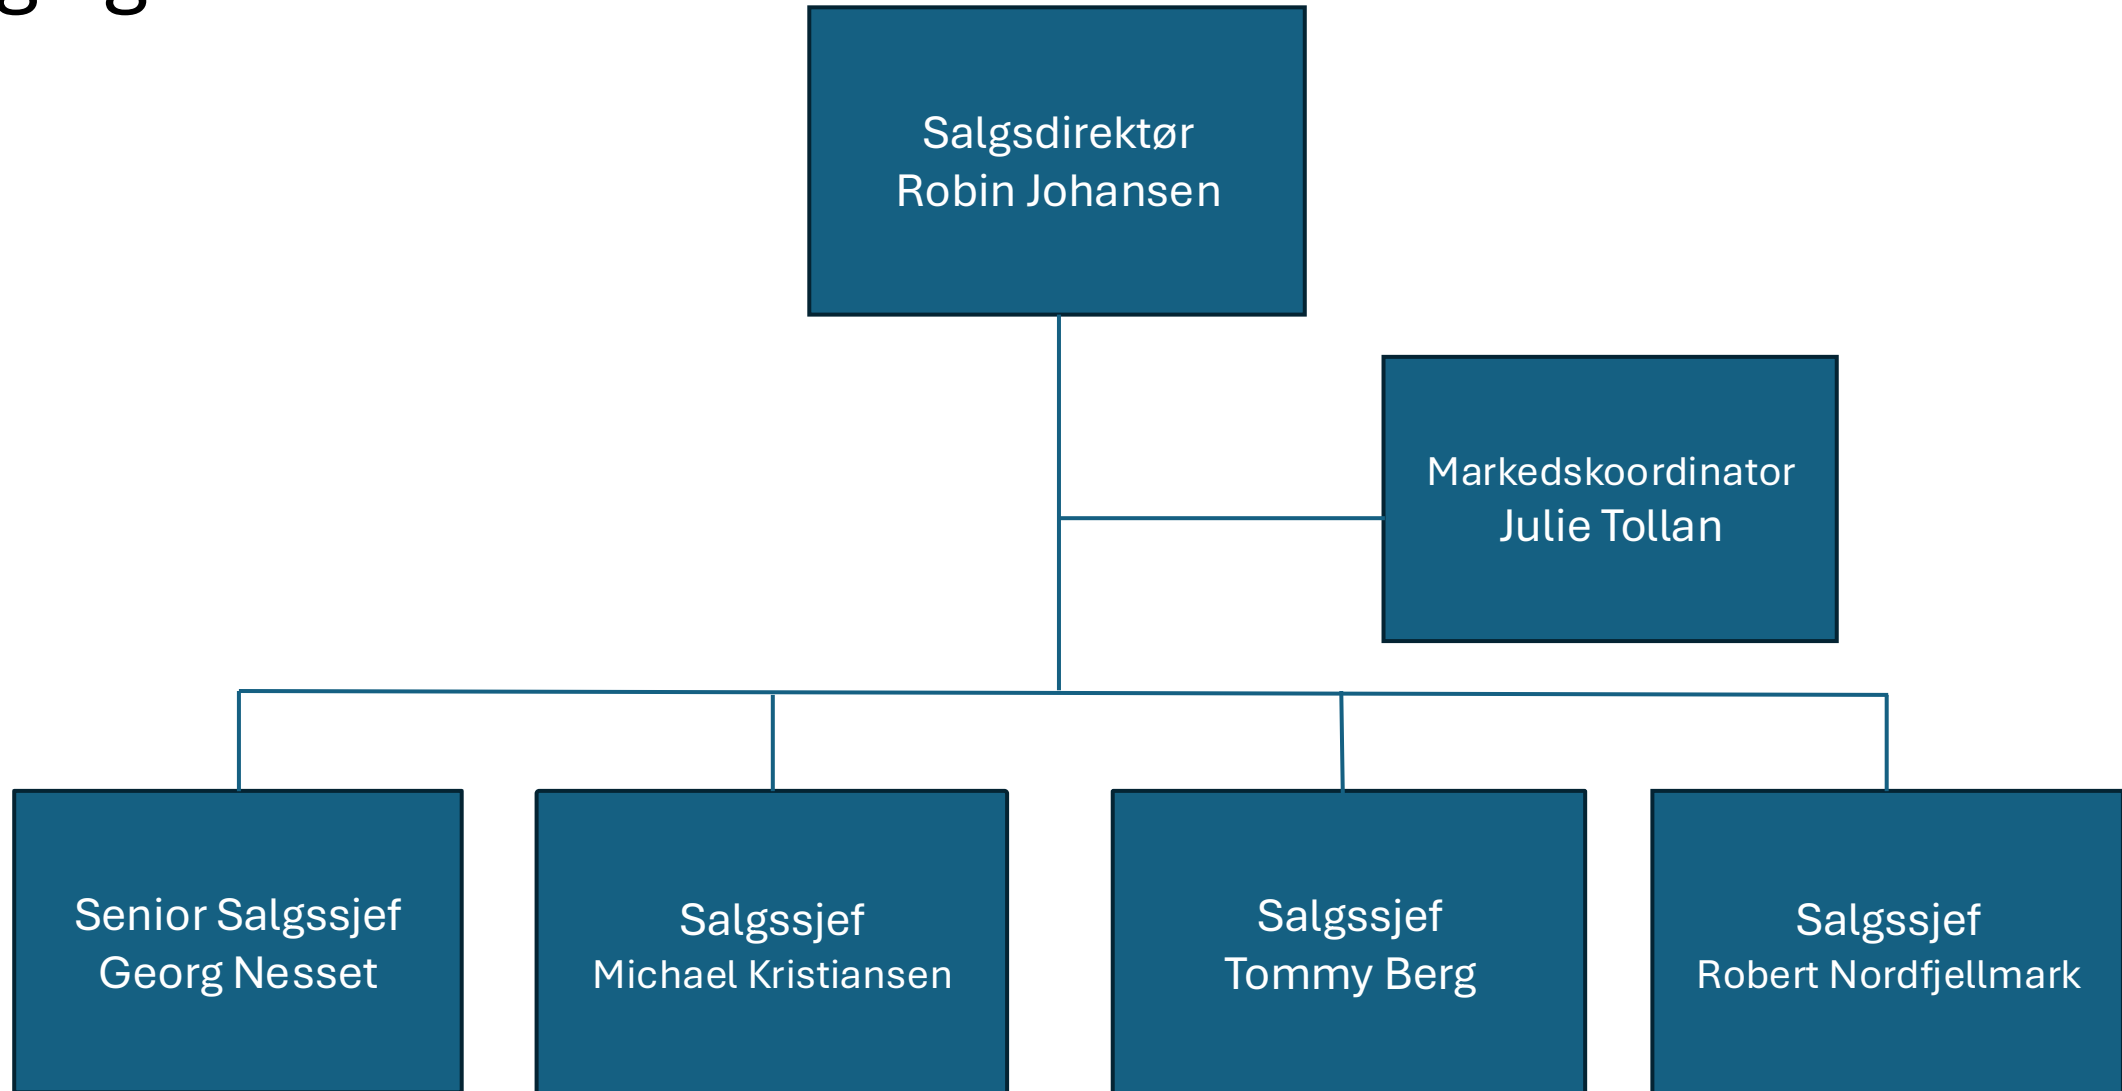 Salgsdirektør
Robin Johansen
Markedskoordinator
Julie Tollan
Senior Salgssjef
Georg Nesset
Salgssjef
Michael Kristiansen
Salgssjef
Tommy Berg
Salgssjef
Robert Nordfjellmark